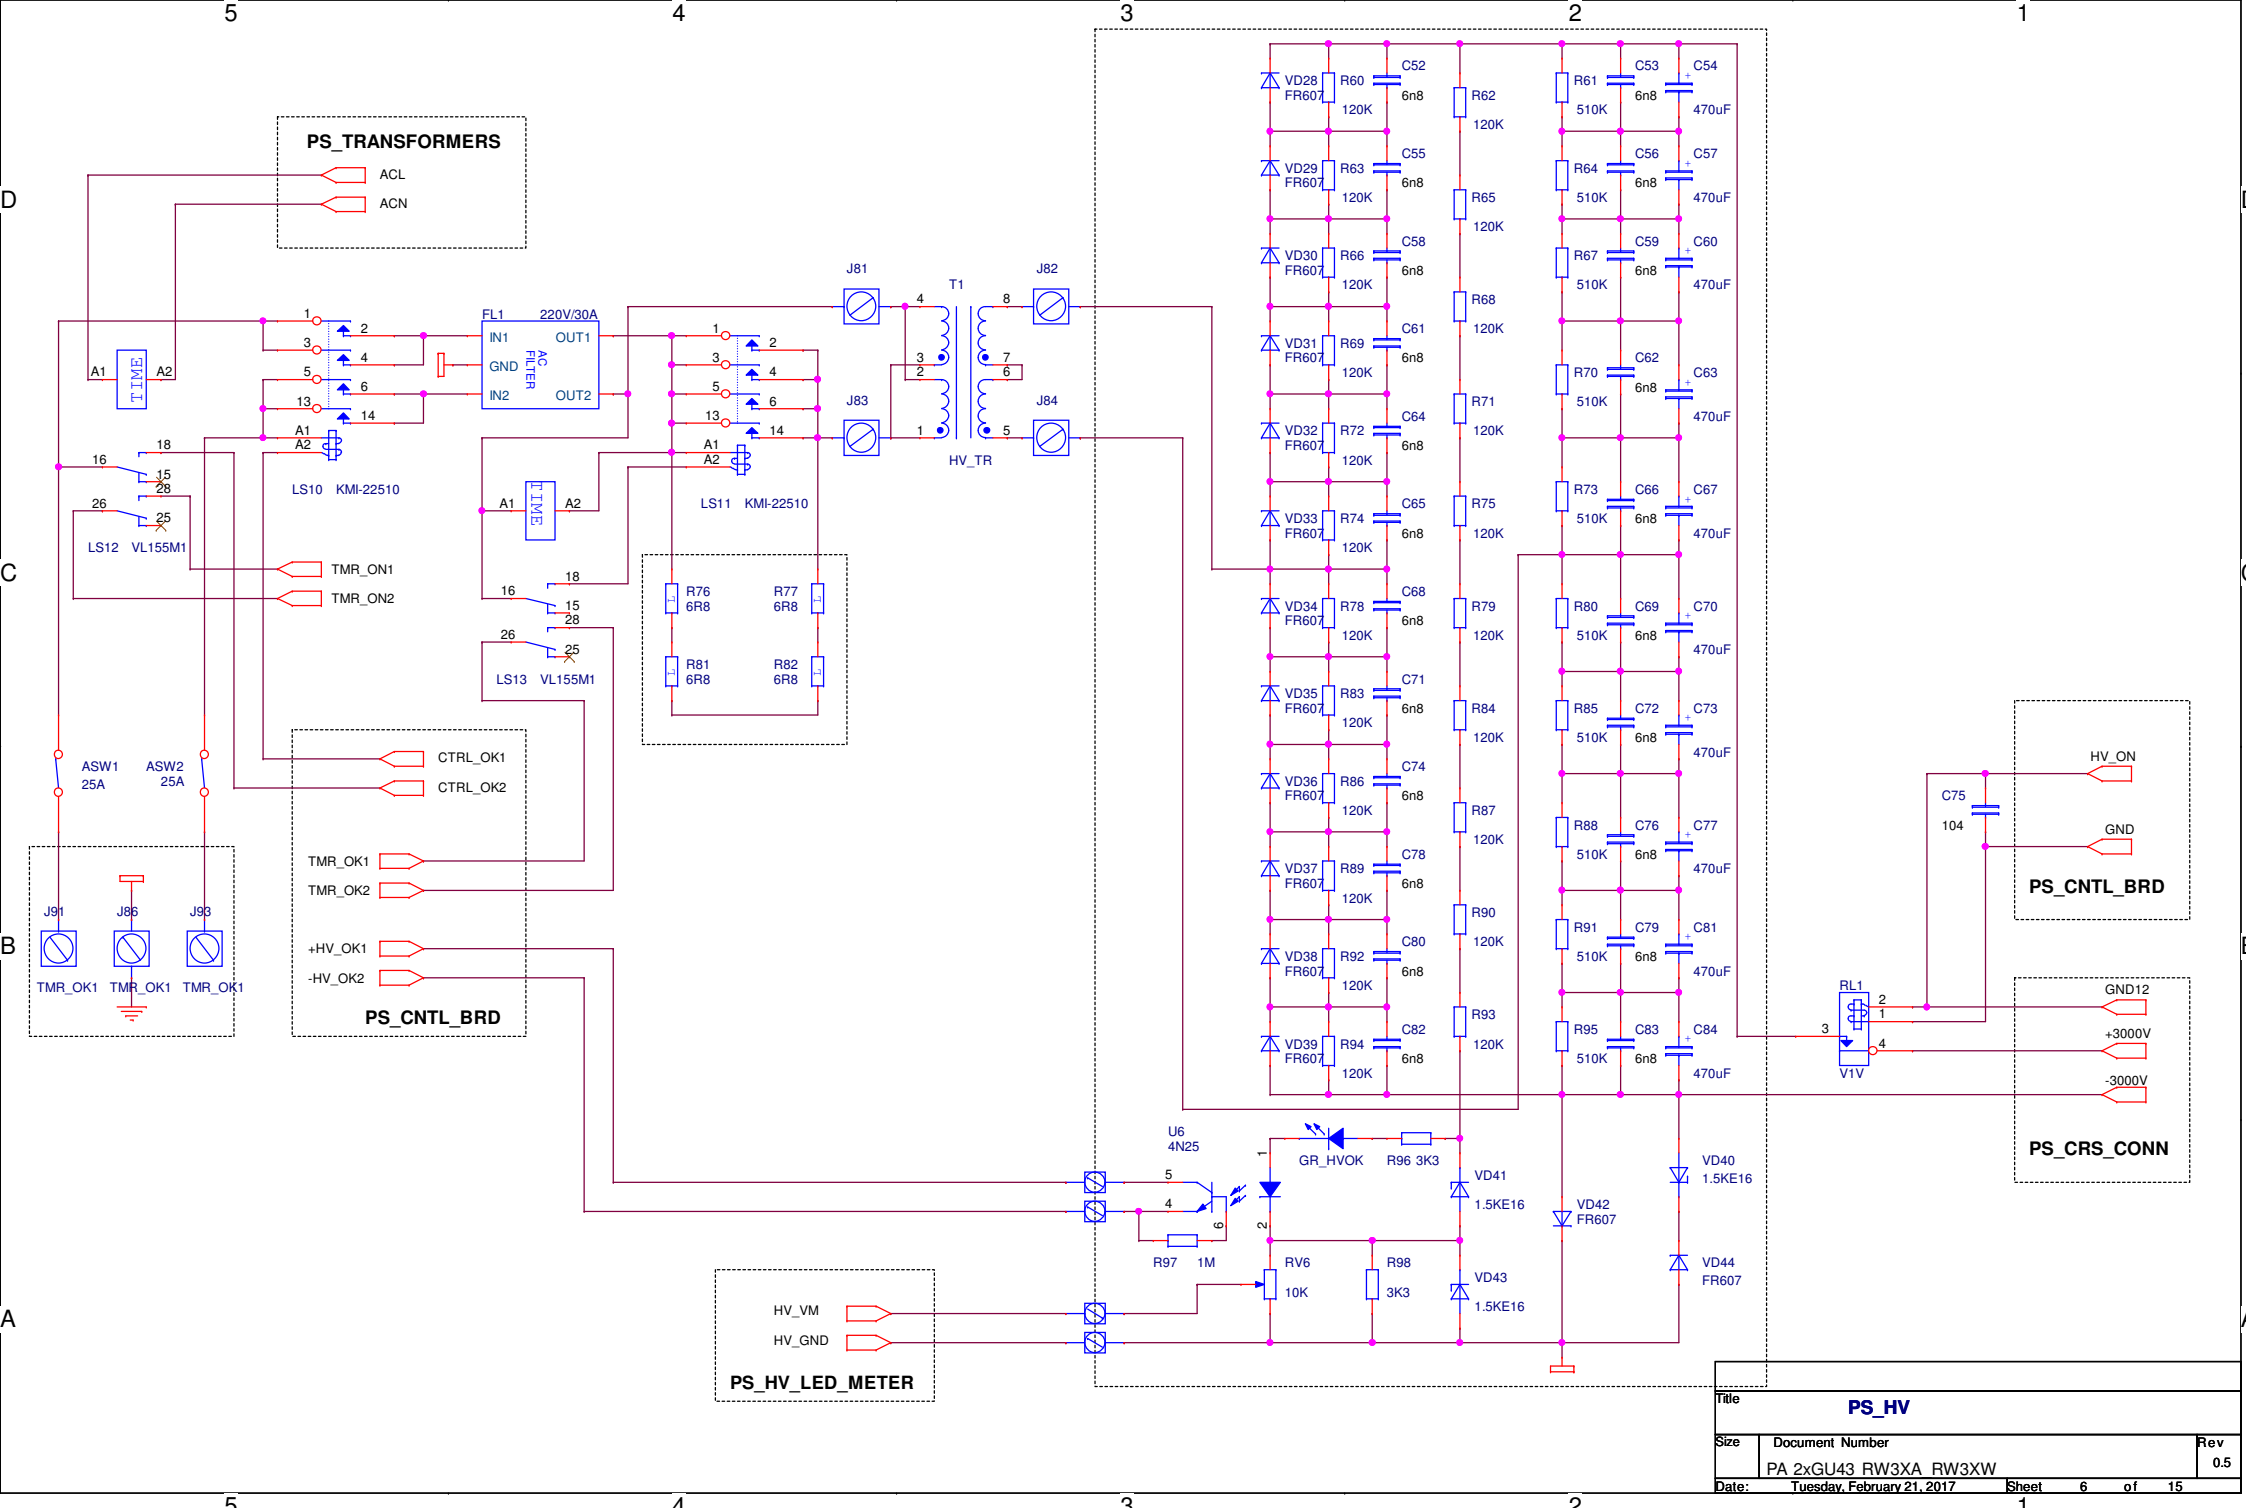 5 4 3 2 1
D
C
B
A
PS_TRANSFORMERS
ACL
ACN
A1 TIME A2
1 2
3 4
5 6
13 14
A1
A2
LS10 KMI-22510
16 18
15
26 28
25
LS12 VL155M1
TMR_ON1
TMR_ON2
FL1 220V/30A
IN1 OUT1
GND
IN2 OUT2
AC FILTER
1 2
3 4
5 6
13 14
A1
A2
LS11 KMI-22510
A1 TIME A2
16 18
15
26 28
25
LS13 VL155M1
R76 6R8
R77 6R8
R81 6R8
R82 6R8
J81
J83
T1
4
3
2
1
8
7
6
5
HV_TR
J82
J84
ASW1
25A
ASW2
25A
J91 J86 J93
TMR_OK1 TMR_OK1 TMR_OK1
CTRL_OK1
CTRL_OK2
TMR_OK1
TMR_OK2
+HV_OK1
-HV_OK2
PS_CNTL_BRD
VD28 FR607 R60 120K C52 6n8
VD29 FR607 R63 120K C55 6n8
VD30 FR607 R66 120K C58 6n8
VD31 FR607 R69 120K C61 6n8
VD32 FR607 R72 120K C64 6n8
VD33 FR607 R74 120K C65 6n8
VD34 FR607 R78 120K C68 6n8
VD35 FR607 R83 120K C71 6n8
VD36 FR607 R86 120K C74 6n8
VD37 FR607 R89 120K C78 6n8
VD38 FR607 R92 120K C80 6n8
VD39 FR607 R94 120K C82 6n8
R62 120K
R65 120K
R68 120K
R71 120K
R75 120K
R79 120K
R84 120K
R87 120K
R90 120K
R93 120K
R61 510K C53 6n8 C54 + 470uF
R64 510K C56 6n8 C57 + 470uF
R67 510K C59 6n8 C60 + 470uF
R70 510K C62 6n8 C63 + 470uF
R73 510K C66 6n8 C67 + 470uF
R80 510K C69 6n8 C70 + 470uF
R85 510K C72 6n8 C73 + 470uF
R88 510K C76 6n8 C77 + 470uF
R91 510K C79 6n8 C81 + 470uF
R95 510K C83 6n8 C84 + 470uF
U6
4N25
5
4
6
1
2
R97 1M
GR_HVOK R96 3K3
VD41
1.5KE16
VD43
1.5KE16
RV6
10K
R98
3K3
VD42
FR607
VD40
1.5KE16
VD44
FR607
HV_VM
HV_GND
PS_HV_LED_METER
HV_ON
C75
104
GND
PS_CNTL_BRD
RL1
2
1
3
4
V1V
GND12
+3000V
-3000V
PS_CRS_CONN
Title
PS_HV
Size Document Number Rev
PA 2xGU43 RW3XA RW3XW 0.5
Date: Tuesday, February 21, 2017 Sheet 6 of 15
5 4 3 2 1